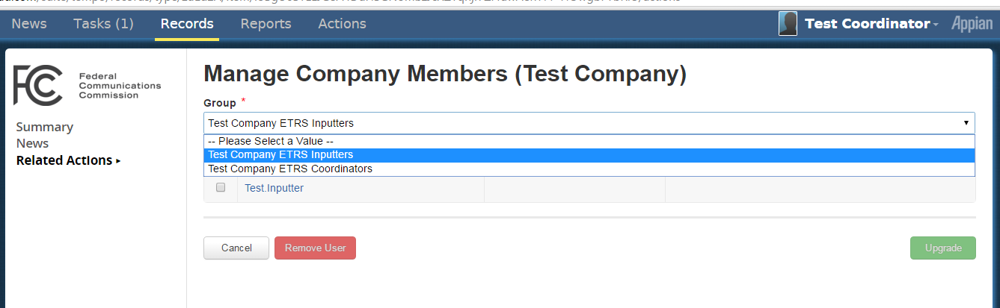 News Tasks (1) Records Reports Actions Test Coordinator Appian
FCC Federal
Communications
Commission
Summary
News
Related Actions ▸
Manage Company Members (Test Company)
Group *
Test Company ETRS Inputters
-- Please Select a Value --
Test Company ETRS Inputters
Test Company ETRS Coordinators
Test.Inputter
Cancel Remove User Upgrade